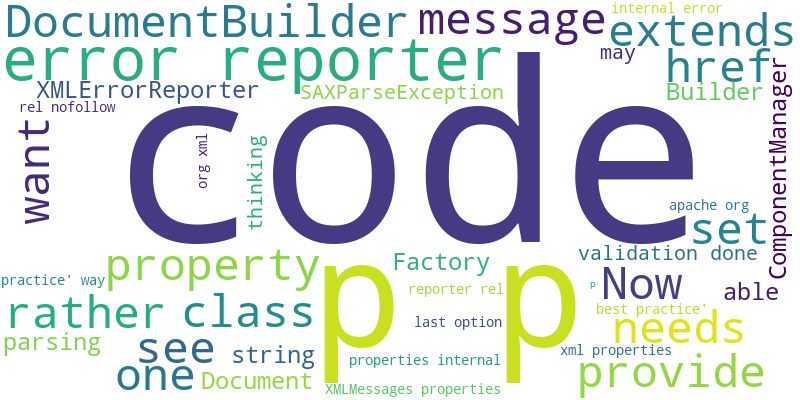 DocumentBuilder
message
internal error
extends
error reporter
may
href
XMLErrorReporter
SAXParseException
Builder
rel nofollow
code
want
org xml
thinking
ComponentManager
apache org
set
property
Factory
validation done
practice' way
p p
Now
able
reporter rel
p
rather
class
best practice'
last option
needs
parsing
see
string
properties internal
xml properties
one
Document
XMLMessages properties
provide